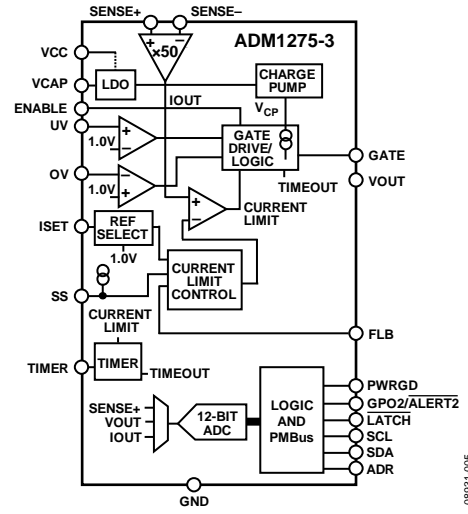 SENSE+ SENSE–
ADM1275-3
+ –
×50
VCC
VCAP
LDO
CHARGE
PUMP
ENABLE
IOUT
VCP
UV
1.0V
+
–
GATE
DRIVE/
LOGIC
GATE
OV
1.0V
–
+
TIMEOUT
VOUT
ISET
REF
SELECT
1.0V
+
–
CURRENT
LIMIT
CURRENT
LIMIT
CONTROL
SS
CURRENT
LIMIT
FLB
TIMER
TIMER
TIMEOUT
SENSE+
VOUT
IOUT
12-BIT
ADC
LOGIC
AND
PMBus
PWRGD
GPO2/ALERT2
LATCH
SCL
SDA
ADR
GND
08931-005